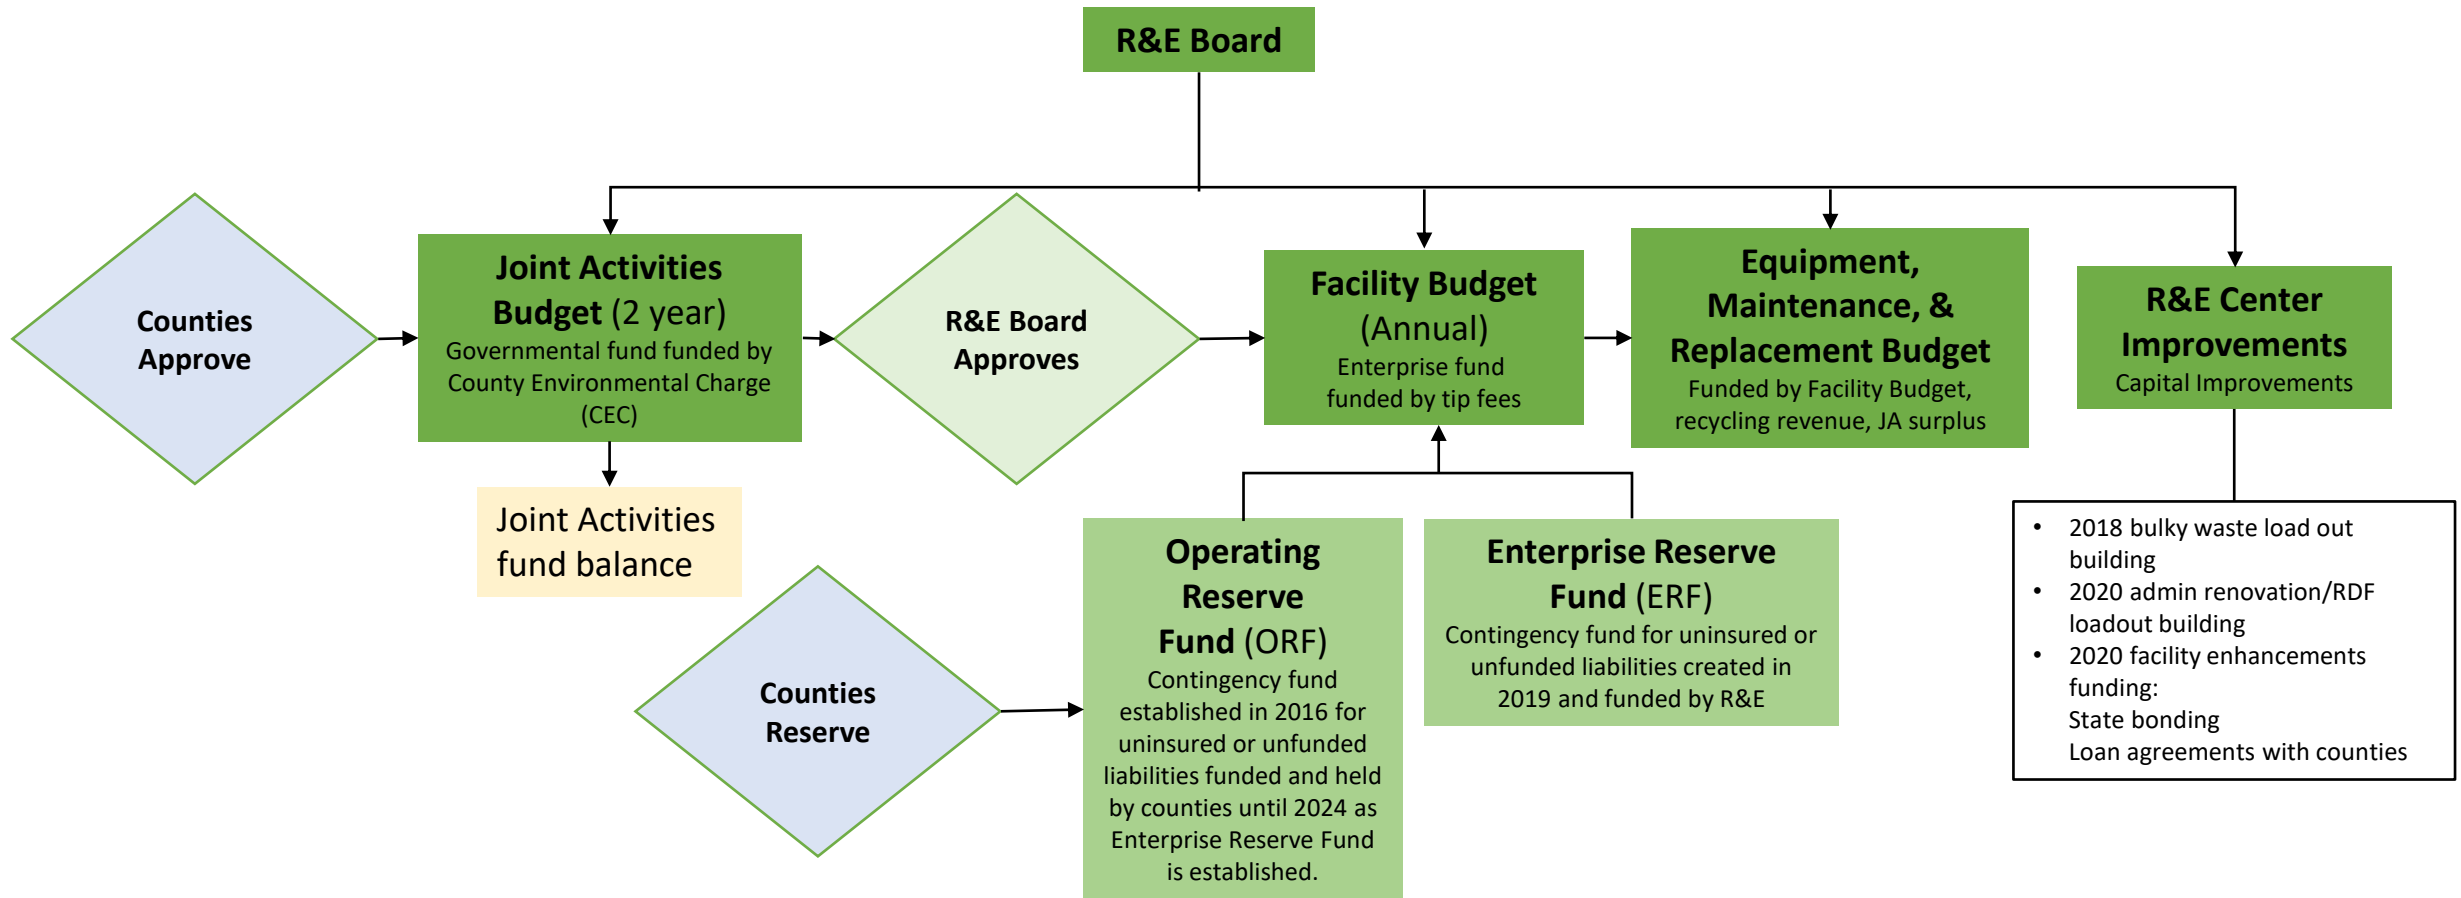 R&E Board
Counties
Approve
Joint Activities
Budget (2 year)
Governmental fund funded by
County Environmental Charge
(CEC)
Joint Activities
fund balance
R&E Board
Approves
Facility Budget
(Annual)
Enterprise fund
funded by tip fees
Equipment,
Maintenance, &
Replacement Budget
Funded by Facility Budget,
recycling revenue, JA surplus
R&E Center
Improvements
Capital Improvements
Counties
Reserve
Operating
Reserve
Fund (ORF)
Contingency fund
established in 2016 for
uninsured or unfunded
liabilities funded and held
by counties until 2024 as
Enterprise Reserve Fund
is established.
Enterprise Reserve
Fund (ERF)
Contingency fund for uninsured or
unfunded liabilities created in
2019 and funded by R&E
• 2018 bulky waste load out
building
• 2020 admin renovation/RDF
loadout building
• 2020 facility enhancements
funding:
State bonding
Loan agreements with counties